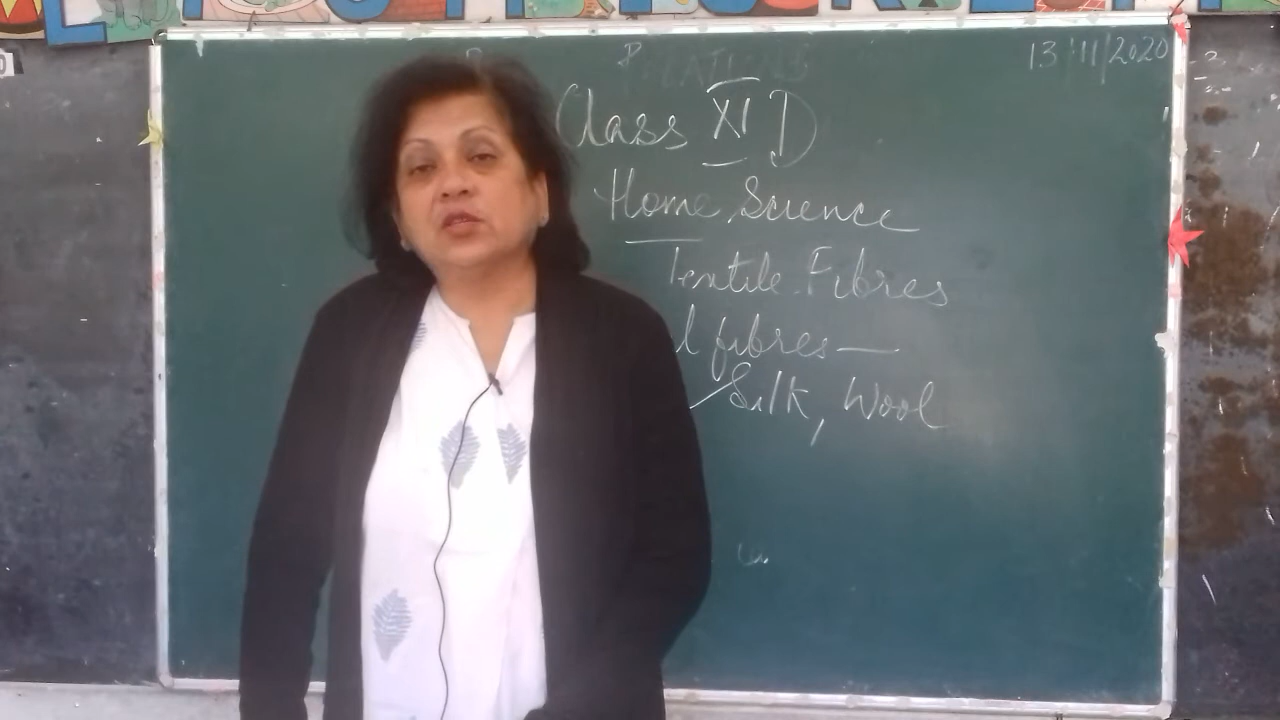 13/11/2020
Class XI D
Home Science
Textile Fibres
l fibres —
Silk, Wool